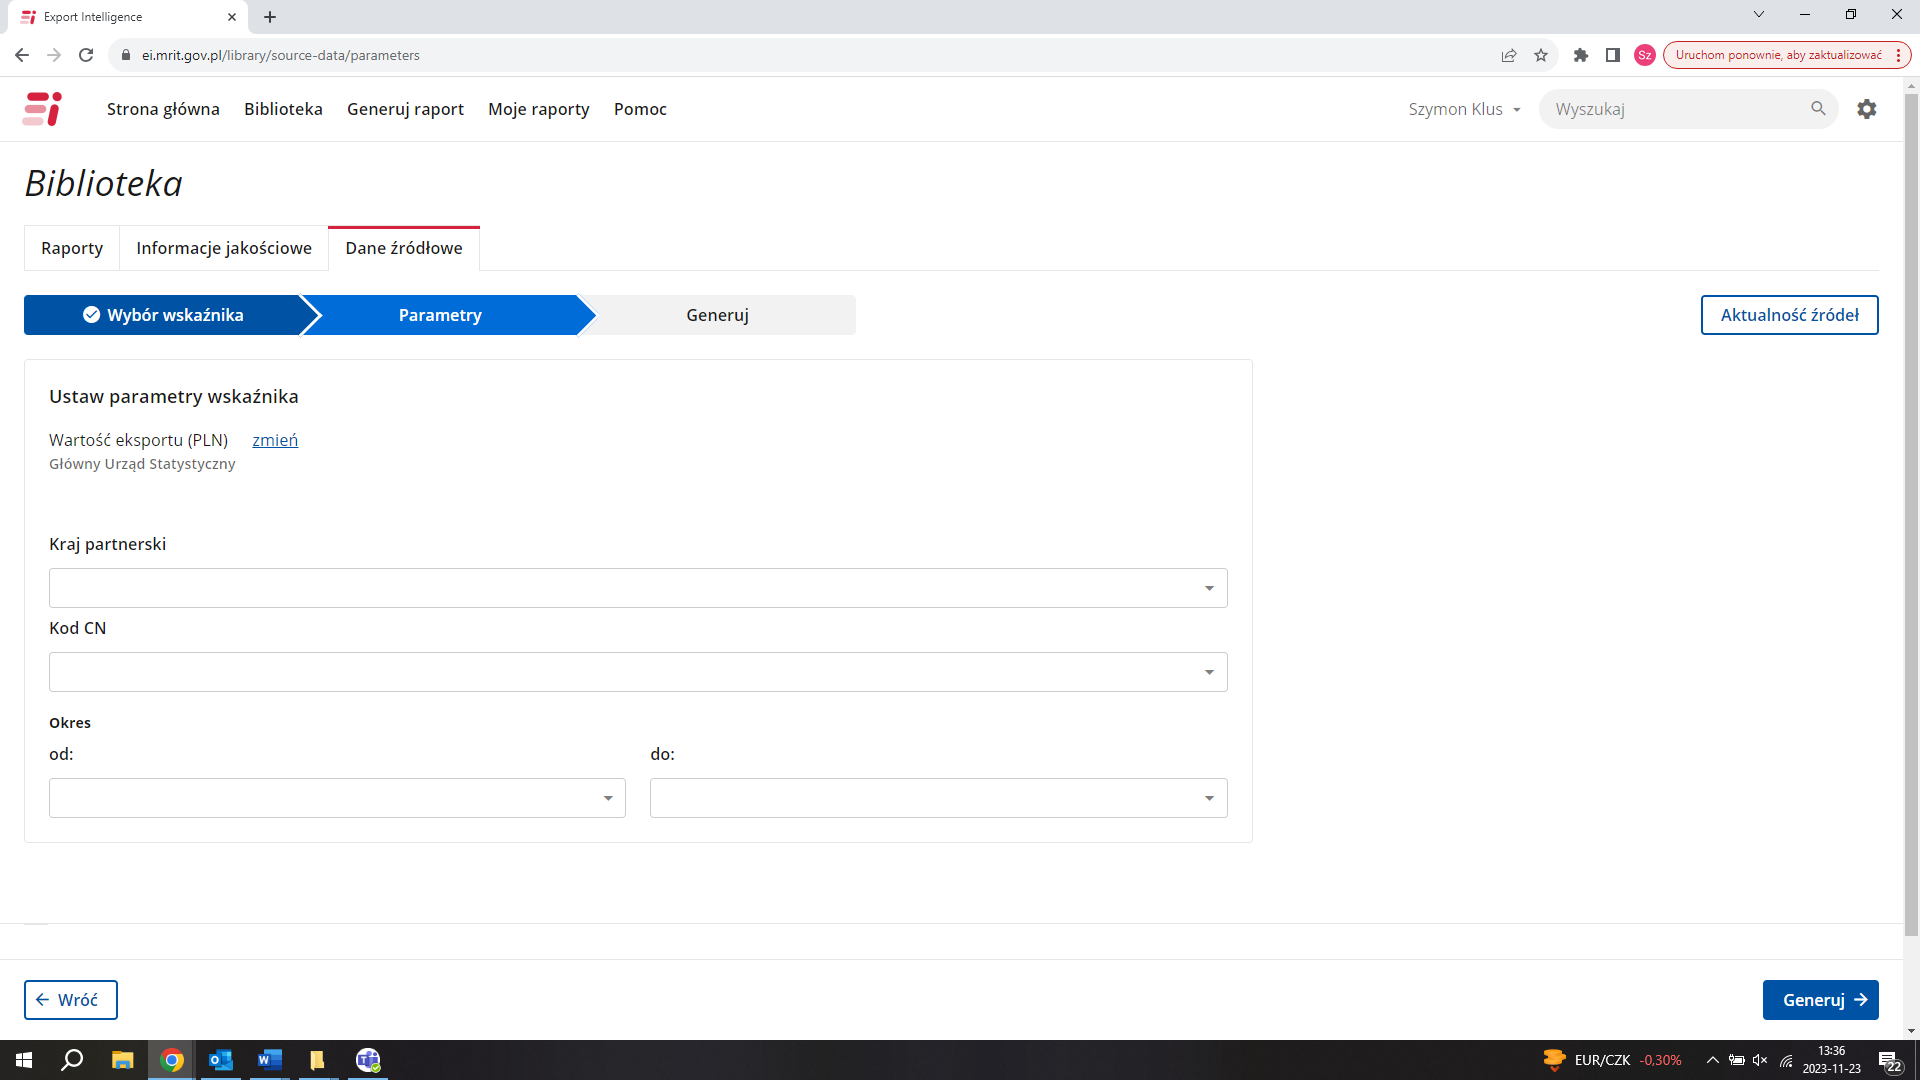 Export Intelligence
ei.mrit.gov.pl/library/source-data/parameters
Sz
Uruchom ponownie, aby zaktualizować
Strona główna
Biblioteka
Generuj raport
Moje raporty
Pomoc
Szymon Klus
Wyszukaj
Biblioteka
Raporty
Informacje jakościowe
Dane źródłowe
Wybór wskaźnika
Parametry
Generuj
Aktualność źródeł
Ustaw parametry wskaźnika
Wartość eksportu (PLN) zmień
Główny Urząd Statystyczny
Kraj partnerski
Kod CN
Okres
od:
do:
Wróć
Generuj
EUR/CZK -0,30%
13:36
2023-11-23
22